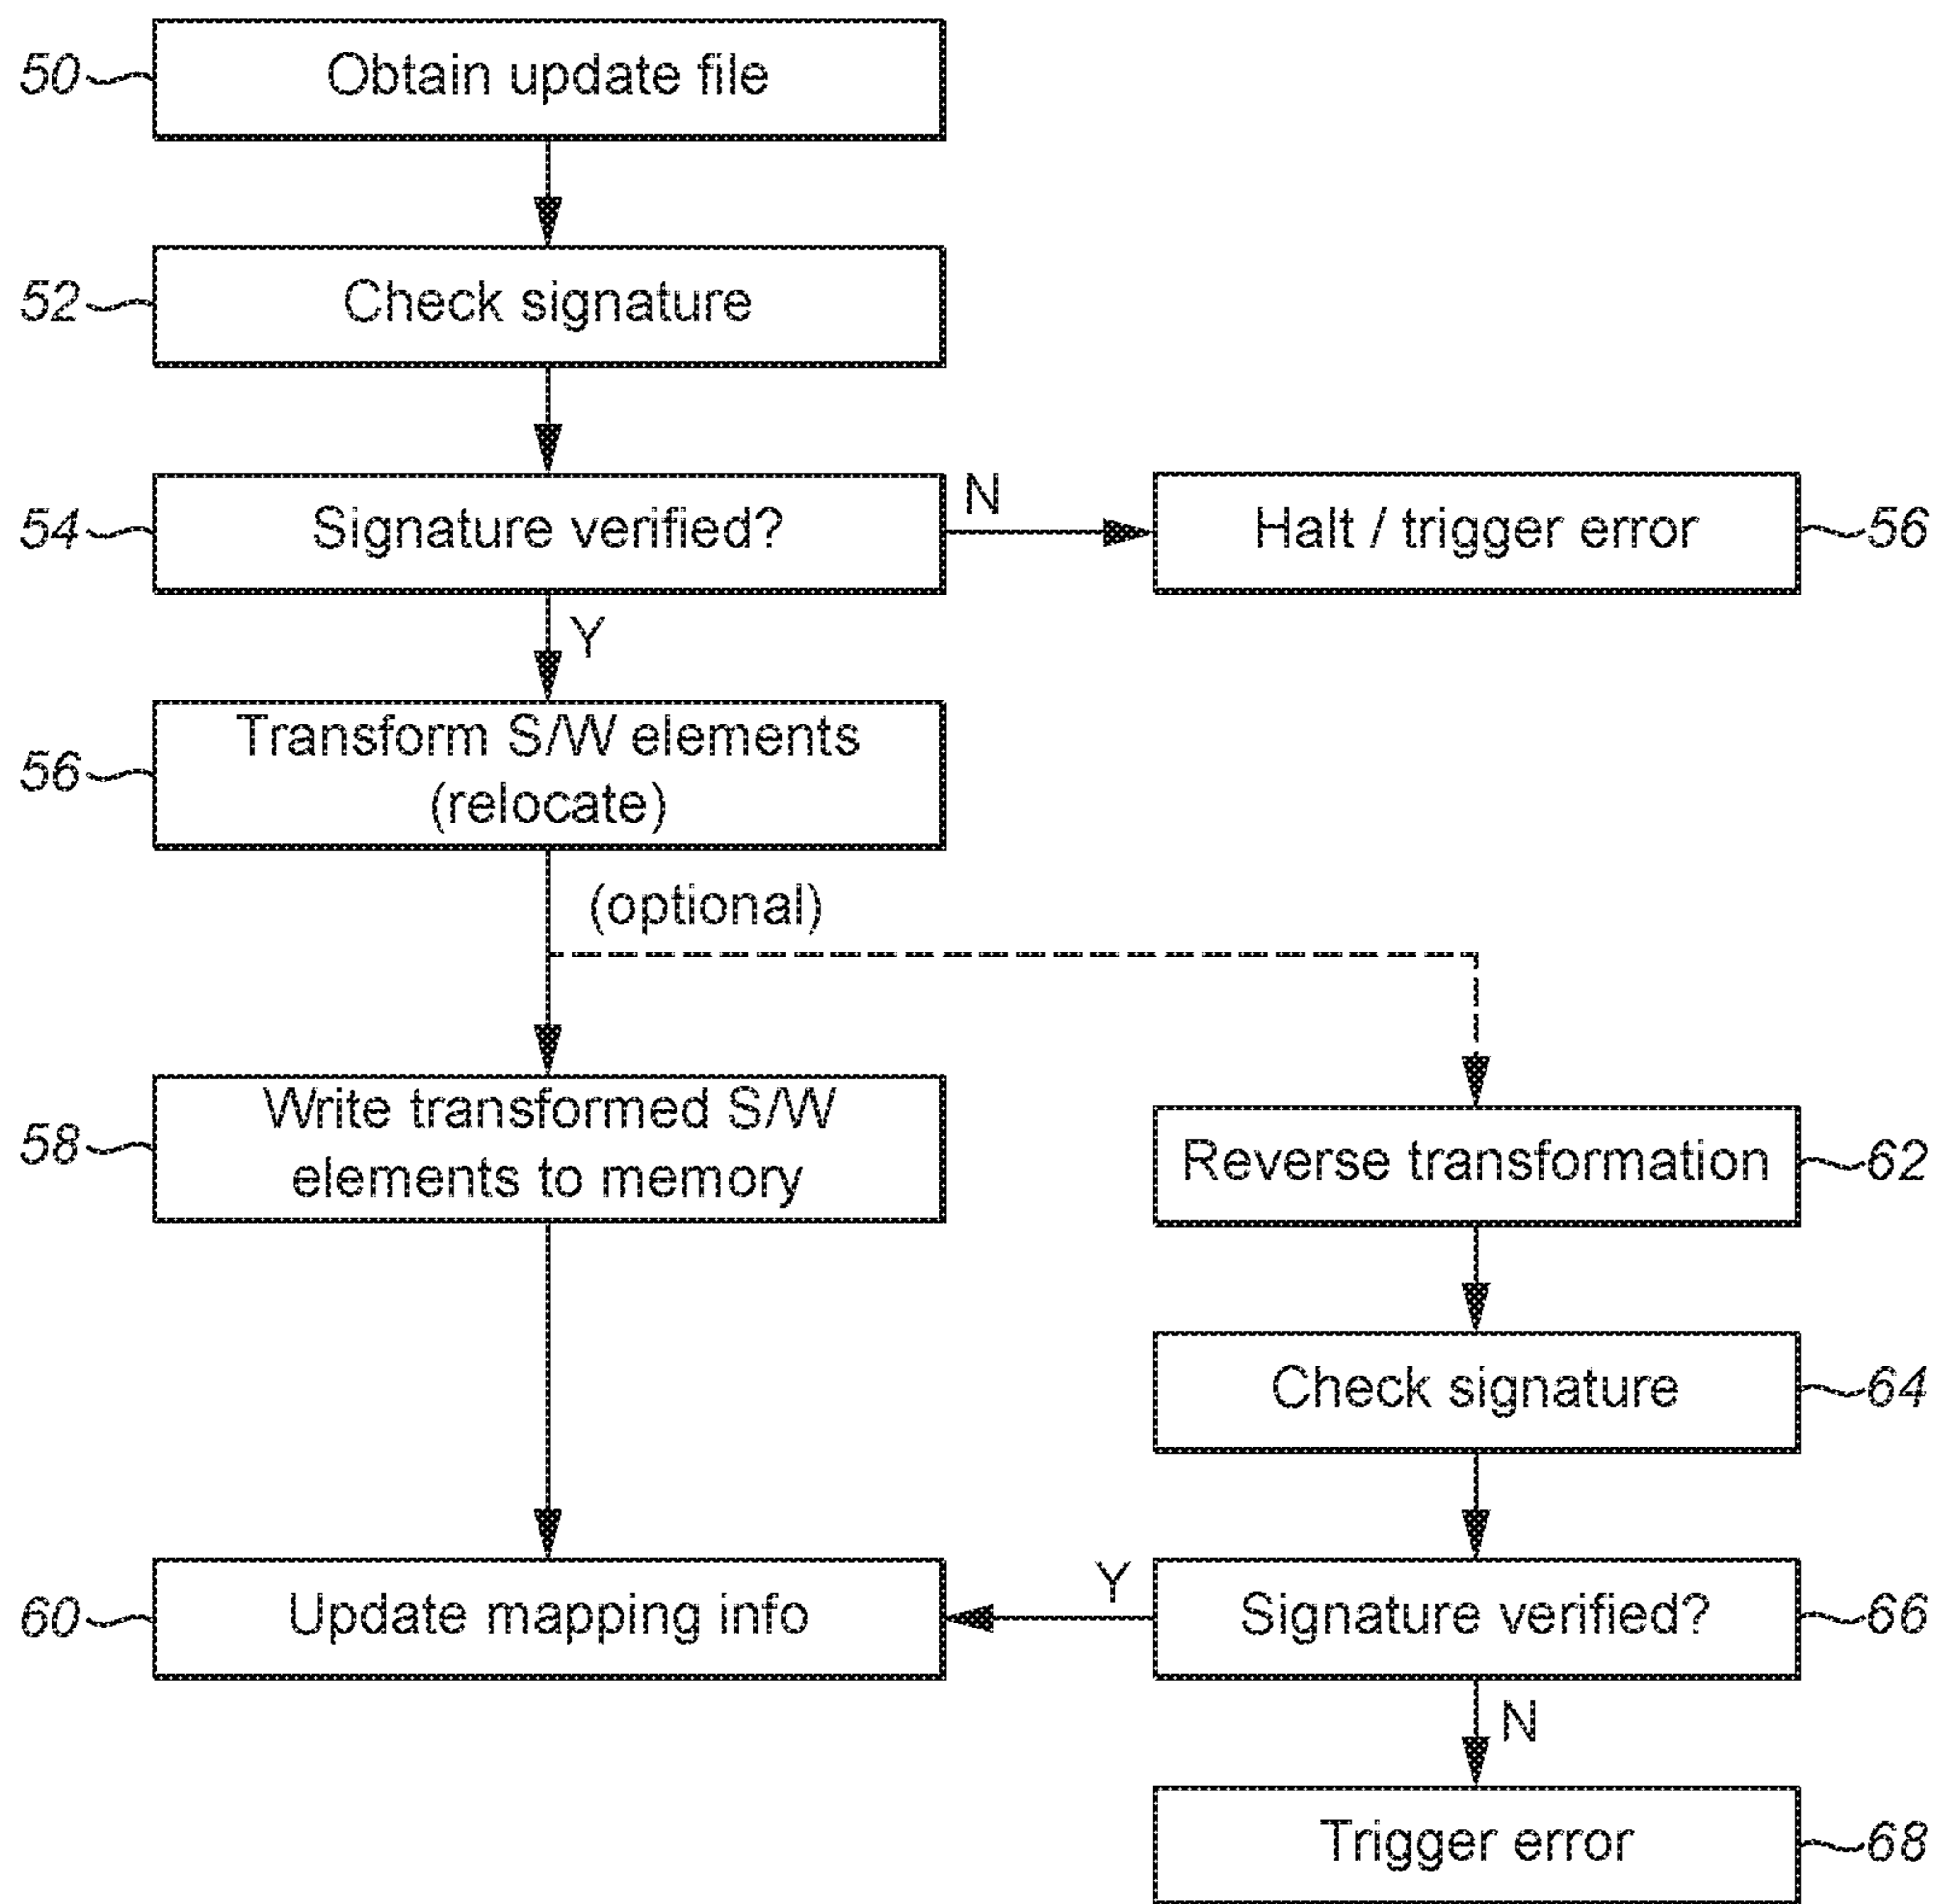 50 Obtain update file
52 Check signature
54 Signature verified? N Halt / trigger error 56
Y
56 Transform S/W elements
(relocate)
(optional)
58 Write transformed S/W
elements to memory
Reverse transformation 62
Check signature 64
60 Update mapping info Y Signature verified? 66
N
Trigger error 68